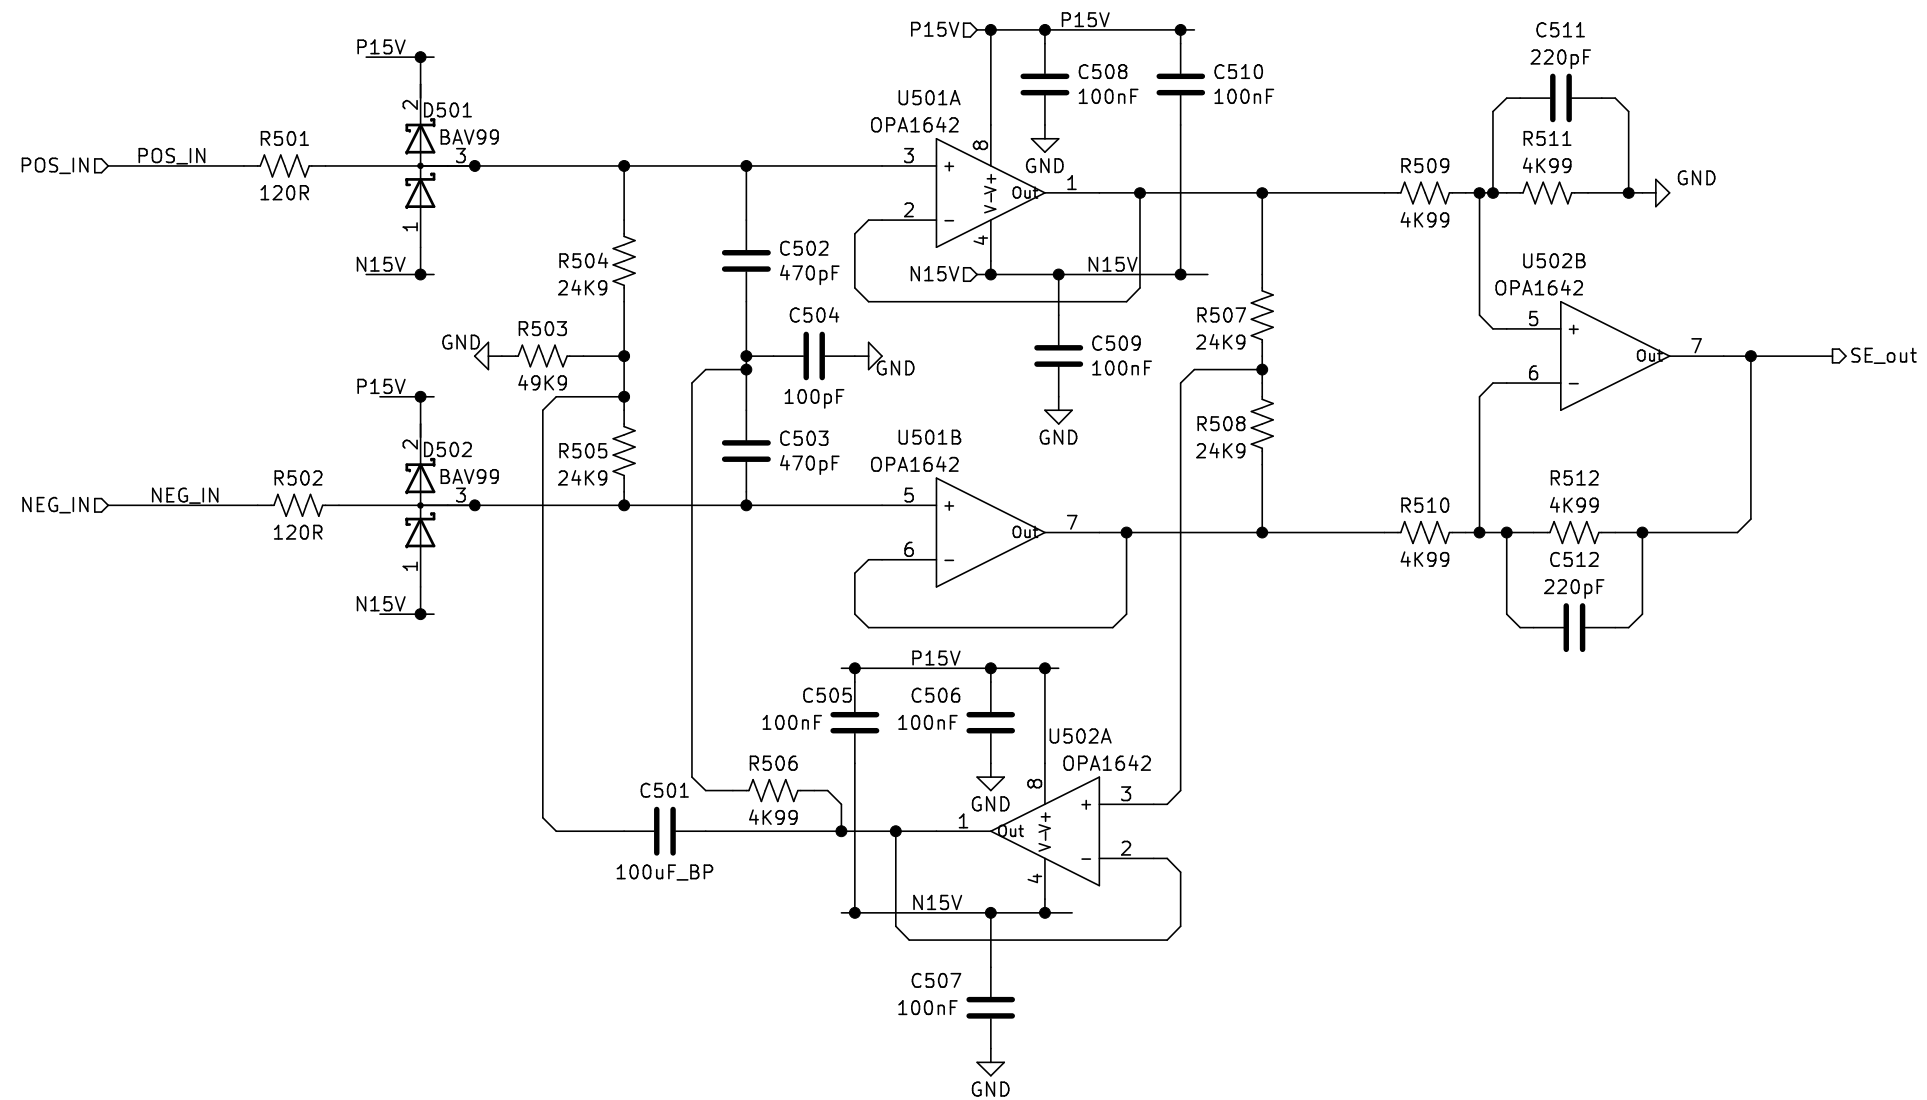 P15V
P15V
C511
220pF
P15V
2
D501
BAV99
3
POS_IN
POS_IN
R501
120R
1
N15V
U501A
OPA1642
8
3
+
V-V+
Out
1
2
−
4
C508
100nF
GND
C510
100nF
N15V
N15V
R511
4K99
GND
R509
4K99
R504
24K9
C502
470pF
U502B
OPA1642
5
+
Out
7
SE_out
6
−
GND
R503
49K9
C504
100pF
GND
C509
100nF
GND
R507
24K9
R508
24K9
P15V
2
D502
BAV99
3
NEG_IN
NEG_IN
R502
120R
1
N15V
R505
24K9
C503
470pF
U501B
OPA1642
5
+
Out
7
6
−
R510
4K99
R512
4K99
C512
220pF
P15V
C505
100nF
C506
100nF
GND
U502A
OPA1642
8
3
+
V-V+
Out
1
2
−
4
R506
4K99
C501
100uF_BP
N15V
C507
100nF
GND